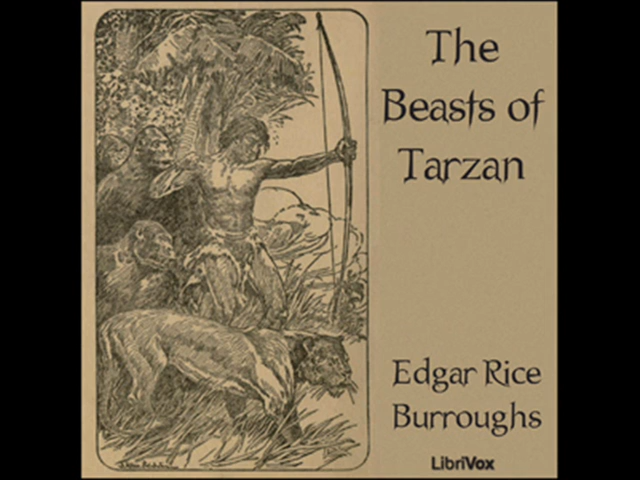 The
Beasts of
Tarzan
Edgar Rice
Burroughs
LibriVox